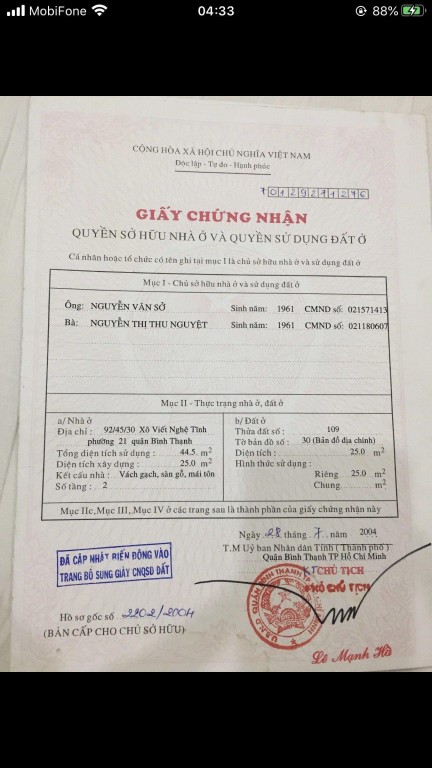 MobiFone
04:33
88%
CỘNG HÒA XÃ HỘI CHỦ NGHĨA VIỆT NAM
Độc lập - Tự do - Hạnh phúc
GIẤY CHỨNG NHẬN
QUYỀN SỞ HỮU NHÀ Ở VÀ QUYỀN SỬ DỤNG ĐẤT Ở
Cá nhân hoặc tổ chức có tên ghi tại mục I là chủ sở hữu nhà ở và sử dụng đất ở
Mục I - Chủ sở hữu nhà ở và sử dụng đất ở
Ông: NGUYỄN VĂN SỞ Sinh năm: 1961 CMND số: 021571413
Bà: NGUYỄN THỊ THU NGUYỆT Sinh năm: 1961 CMND số: 021180607
Mục II - Thực trạng nhà ở, đất ở
a/ Nhà ở
Địa chỉ: 92/45/30 Xô Viết Nghệ Tĩnh
phường 21 quận Bình Thạnh
Tổng diện tích sử dụng: 44.5 m2
Diện tích xây dựng: 25.0 m2
Kết cấu nhà: Vách gạch, sàn gỗ, mái tôn
Số tầng: 2
b/ Đất ở
Thửa đất số: 109
Tờ bản đồ số: 30 (Bản đồ địa chính)
Diện tích: 25.0 m2
Hình thức sử dụng:
Riêng 25.0 m2
Chung m2
Mục IIc, Mục III, Mục IV ở các trang sau là thành phần của giấy chứng nhận này
Ngày 28 tháng 7 năm 2004
T.M Uỷ ban Nhân dân Tỉnh (Thành phố)
Quận Bình Thạnh TP Hồ Chí Minh
KT CHỦ TỊCH
PHÓ CHỦ TỊCH
ĐÃ CẬP NHẬT BIẾN ĐỘNG VÀO
TRANG BỔ SUNG GIẤY CNQSD ĐẤT
Hồ sơ gốc số 2202/2004
(BẢN CẤP CHO CHỦ SỞ HỮU)
Lê Mạnh Hà